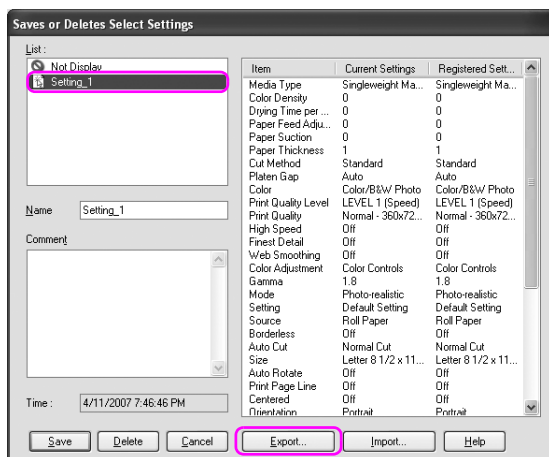 Saves or Deletes Select Settings
List :
Not Display
Setting_1
Name Setting_1
Comment
Time : 4/11/2007 7:46:46 PM
Item Current Settings Registered Sett...
Media Type Singleweight Ma... Singleweight Ma...
Color Density 0 0
Drying Time per ... 0 0
Paper Feed Adju... 0 0
Paper Suction 0 0
Paper Thickness 1 1
Cut Method Standard Standard
Platen Gap Auto Auto
Color Color/B&W Photo Color/B&W Photo
Print Quality Level LEVEL 1 (Speed) LEVEL 1 (Speed)
Print Quality Normal - 360x72... Normal - 360x72...
High Speed Off Off
Finest Detail Off Off
Web Smoothing Off Off
Color Adjustment Color Controls Color Controls
Gamma 1.8 1.8
Mode Photo-realistic Photo-realistic
Setting Default Setting Default Setting
Source Roll Paper Roll Paper
Borderless Off Off
Auto Cut Normal Cut Normal Cut
Size Letter 8 1/2 x 11... Letter 8 1/2 x 11...
Auto Rotate Off Off
Print Page Line Off Off
Centered Off Off
Orientation Portrait Portrait
Save Delete Cancel Export... Import... Help